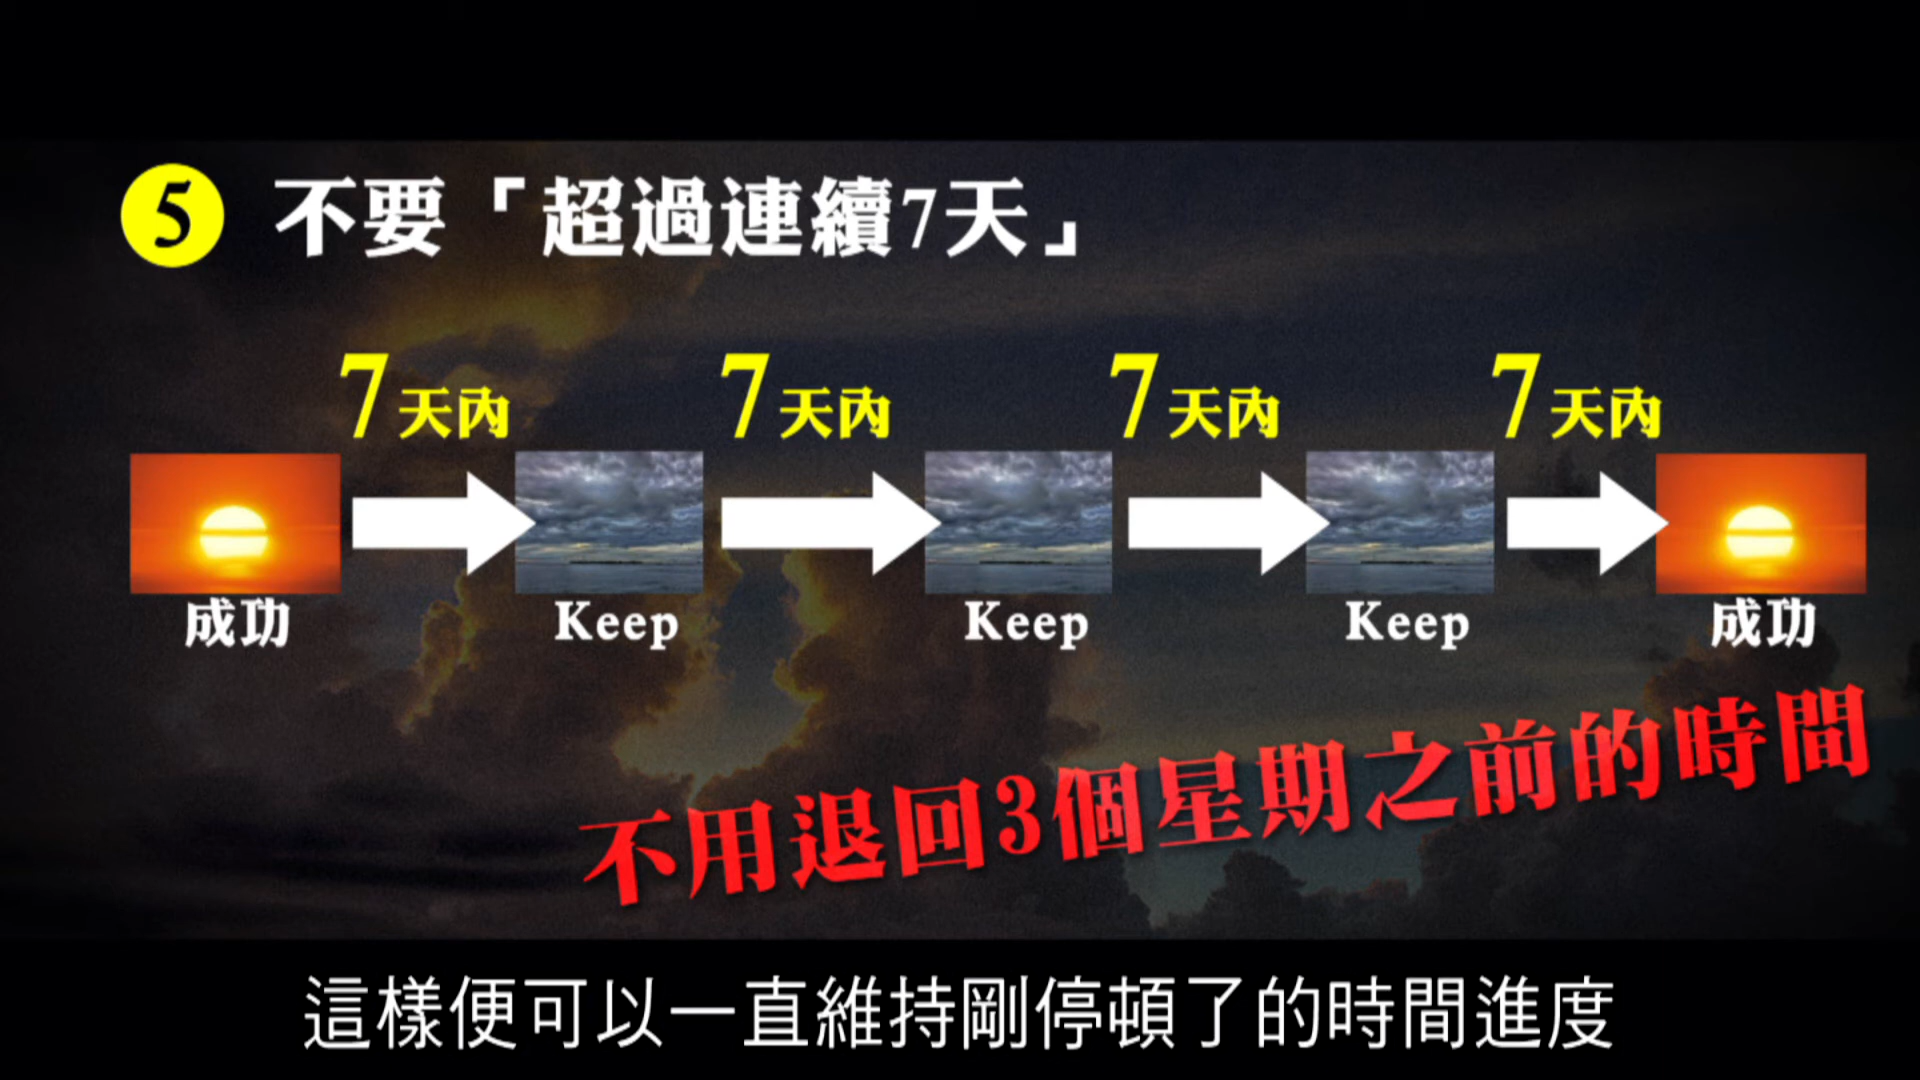 5 不要「超過連續7天」
7天內 7天內 7天內 7天內
成功 Keep Keep Keep 成功
不用退回3個星期之前的時間
這樣便可以一直維持剛停頓了的時間進度